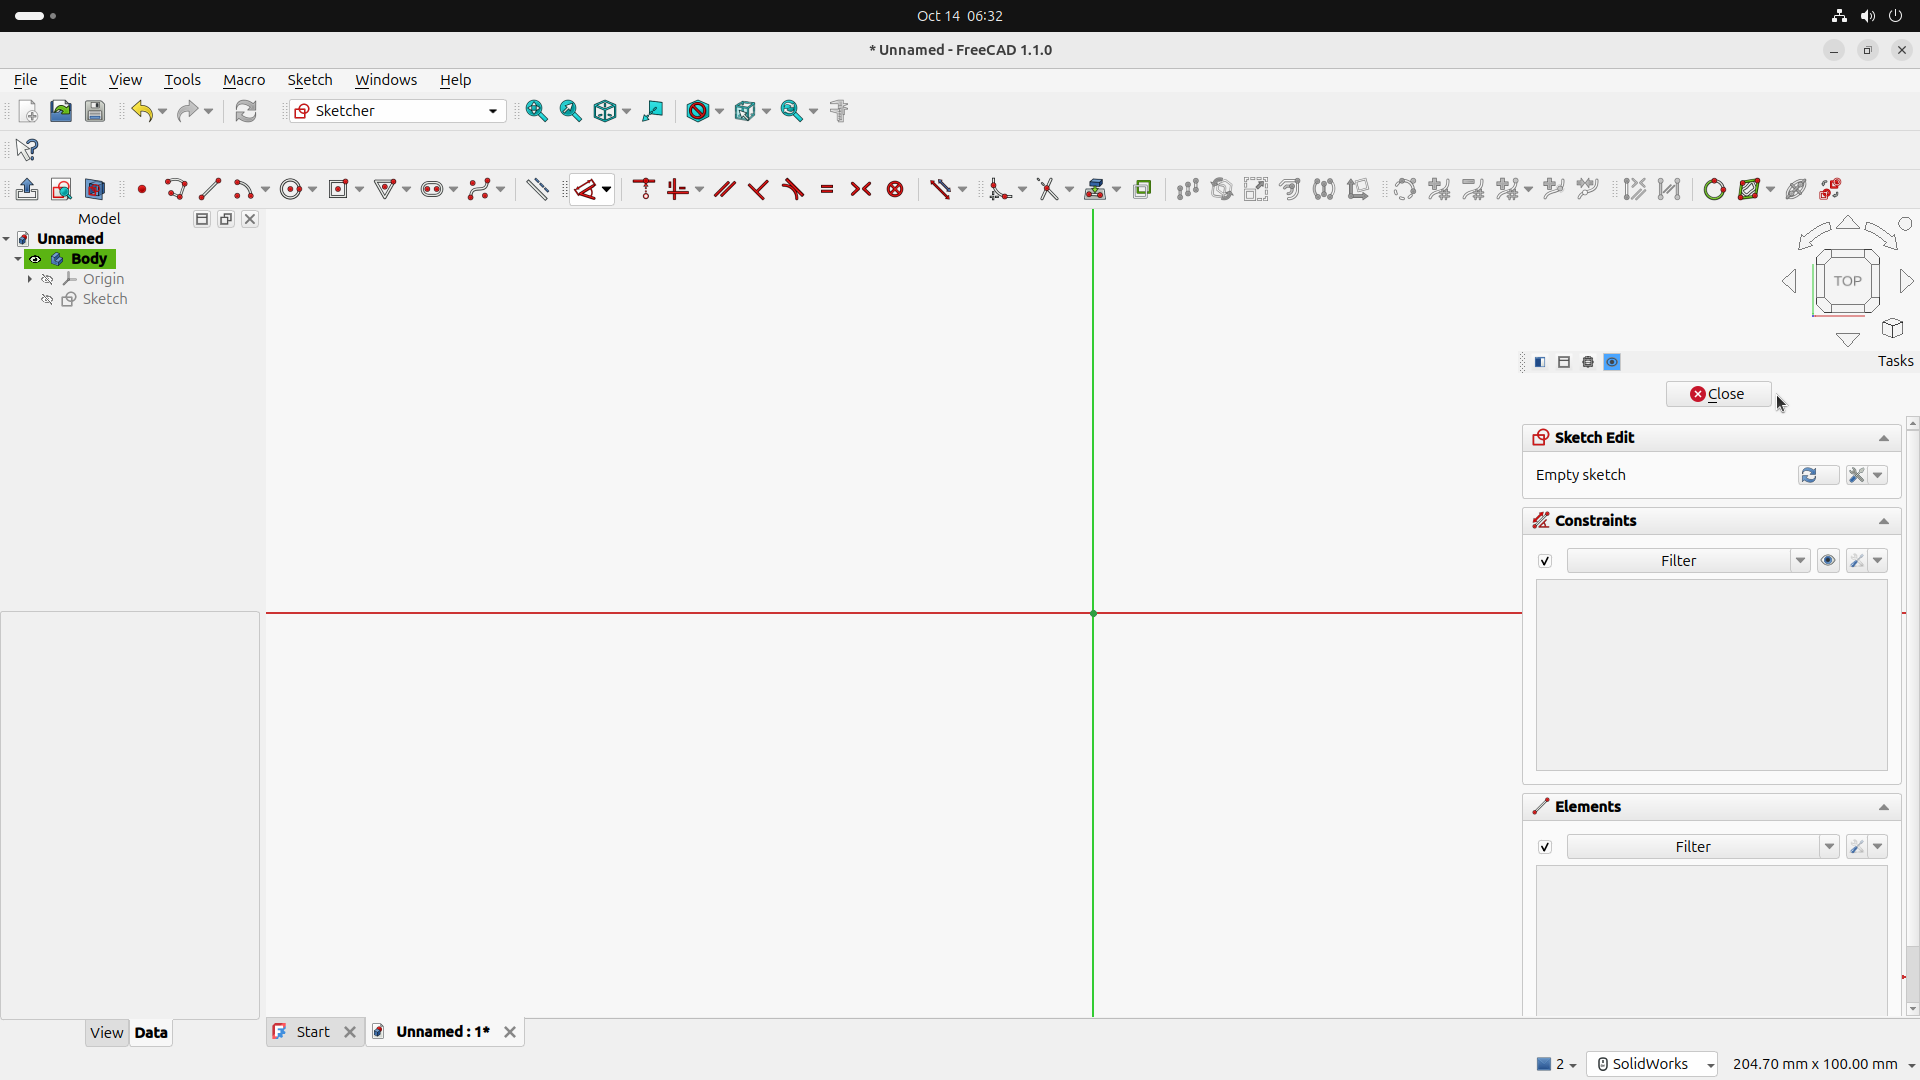 Oct 14 06:32
* Unnamed - FreeCAD 1.1.0
File Edit View Tools Macro Sketch Windows Help
Sketcher
Model
Unnamed
Body
Origin
Sketch
TOP
Tasks
Close
Sketch Edit
Empty sketch
Constraints
Filter
Elements
Filter
View Data
Start
Unnamed : 1*
2 SolidWorks 204.70 mm x 100.00 mm